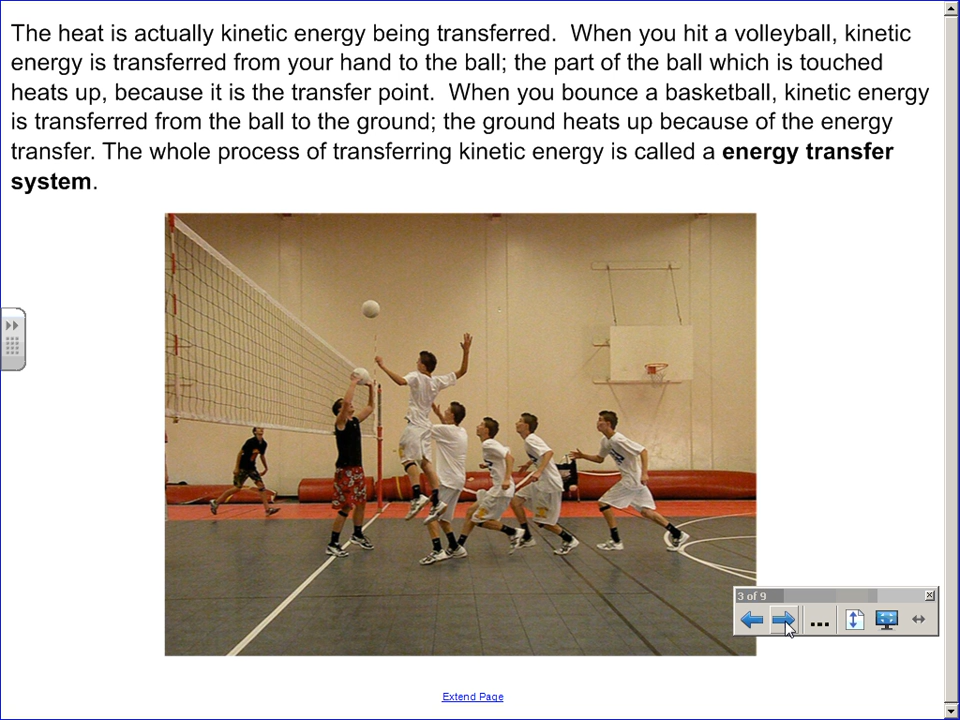 The heat is actually kinetic energy being transferred.  When you hit a volleyball, kinetic
energy is transferred from your hand to the ball; the part of the ball which is touched
heats up, because it is the transfer point.  When you bounce a basketball, kinetic energy
is transferred from the ball to the ground; the ground heats up because of the energy
transfer. The whole process of transferring kinetic energy is called a energy transfer
system.
3 of 9
...
Extend Page